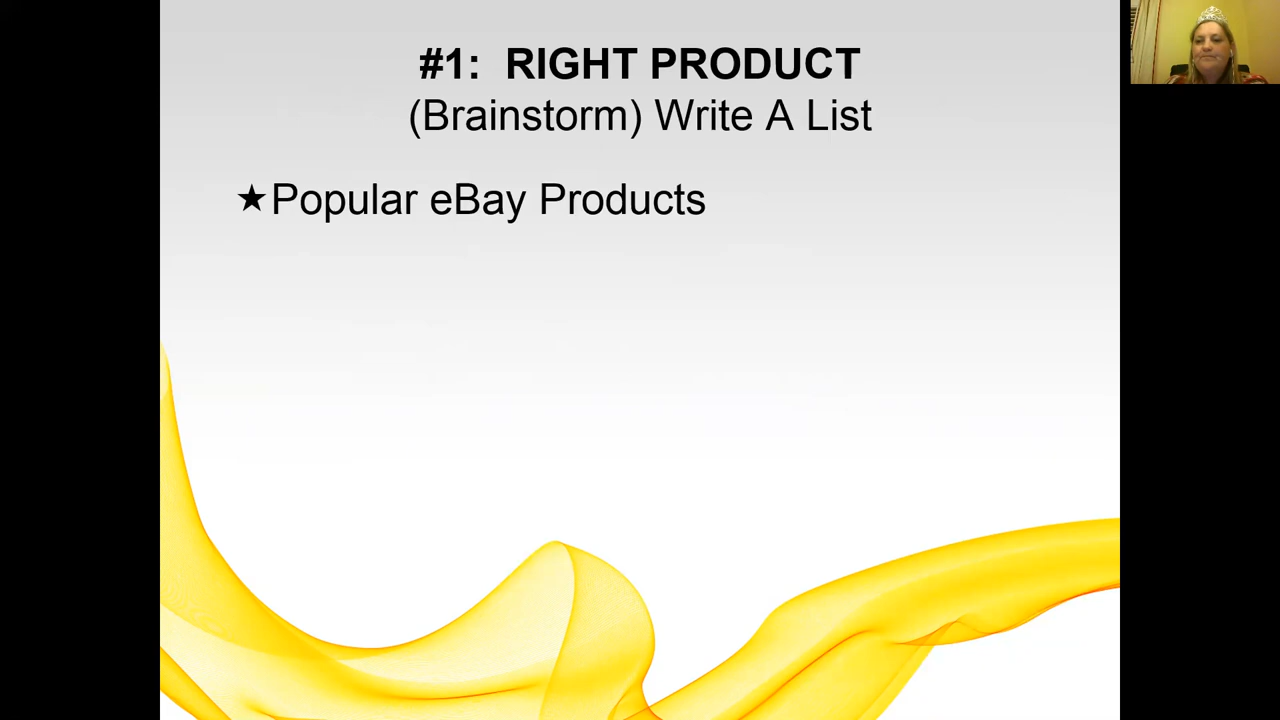 #1:  RIGHT PRODUCT
(Brainstorm) Write A List
★Popular eBay Products